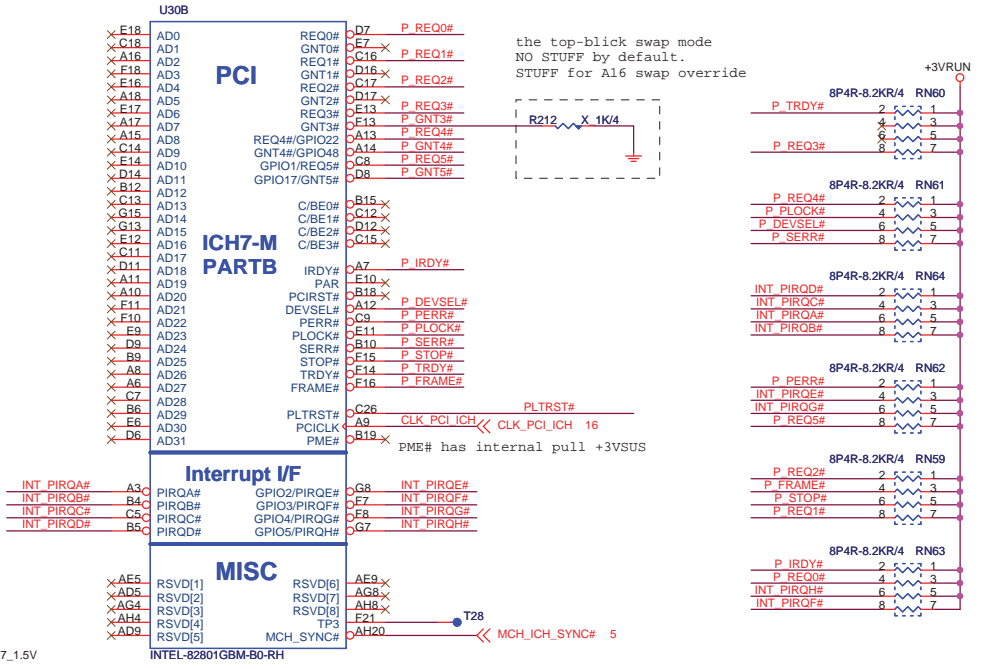 U30B
PCI
ICH7-M
PARTB
E18 AD0
C18 AD1
A16 AD2
F18 AD3
E16 AD4
A18 AD5
E17 AD6
A17 AD7
A15 AD8
C14 AD9
E14 AD10
D14 AD11
B12 AD12
C13 AD13
G15 AD14
G13 AD15
E12 AD16
C11 AD17
D11 AD18
A11 AD19
A10 AD20
F11 AD21
F10 AD22
E9 AD23
D9 AD24
B9 AD25
A8 AD26
A6 AD27
C7 AD28
B6 AD29
E6 AD30
D6 AD31
REQ0# D7 P_REQ0#
GNT0# E7
REQ1# C16 P_REQ1#
GNT1# D16
REQ2# C17 P_REQ2#
GNT2# D17
REQ3# E13 P_REQ3#
GNT3# F13 P_GNT3#
REQ4#/GPIO22 A13 P_REQ4#
GNT4#/GPIO48 A14 P_GNT4#
GPIO1/REQ5# C8 P_REQ5#
GPIO17/GNT5# D8 P_GNT5#
C/BE0# B15
C/BE1# C12
C/BE2# D12
C/BE3# C15
IRDY# A7 P_IRDY#
PAR E10
PCIRST# B18
DEVSEL# A12 P_DEVSEL#
PERR# C9 P_PERR#
PLOCK# E11 P_PLOCK#
SERR# B10 P_SERR#
STOP# F15 P_STOP#
TRDY# F14 P_TRDY#
FRAME# F16 P_FRAME#
PLTRST# C26 PLTRST#
PCICLK A9 CLK_PCI_ICH CLK_PCI_ICH 16
PME# B19
PME# has internal pull +3VSUS
the top-blick swap mode
NO STUFF by default.
STUFF for A16 swap override
R212 X_1K/4
Interrupt I/F
INT_PIRQA# A3 PIRQA#
INT_PIRQB# B4 PIRQB#
INT_PIRQC# C5 PIRQC#
INT_PIRQD# B5 PIRQD#
GPIO2/PIRQE# G8 INT_PIRQE#
GPIO3/PIRQF# F7 INT_PIRQF#
GPIO4/PIRQG# F8 INT_PIRQG#
GPIO5/PIRQH# G7 INT_PIRQH#
MISC
AE5 RSVD[1]
AD5 RSVD[2]
AG4 RSVD[3]
AH4 RSVD[4]
AD9 RSVD[5]
RSVD[6] AE9
RSVD[7] AG8
RSVD[8] AH8
TP3 F21 T28
MCH_SYNC# AH20 MCH_ICH_SYNC# 5
INTEL-82801GBM-B0-RH
7_1.5V
+3VRUN
8P4R-8.2KR/4 RN60
P_TRDY# 2 1
4 3
6 5
P_REQ3# 8 7
8P4R-8.2KR/4 RN61
P_REQ4# 2 1
P_PLOCK# 4 3
P_DEVSEL# 6 5
P_SERR# 8 7
8P4R-8.2KR/4 RN64
INT_PIRQD# 2 1
INT_PIRQC# 4 3
INT_PIRQA# 6 5
INT_PIRQB# 8 7
8P4R-8.2KR/4 RN62
P_PERR# 2 1
INT_PIRQE# 4 3
INT_PIRQG# 6 5
P_REQ5# 8 7
8P4R-8.2KR/4 RN59
P_REQ2# 2 1
P_FRAME# 4 3
P_STOP# 6 5
P_REQ1# 8 7
8P4R-8.2KR/4 RN63
P_IRDY# 2 1
P_REQ0# 4 3
INT_PIRQH# 6 5
INT_PIRQF# 8 7